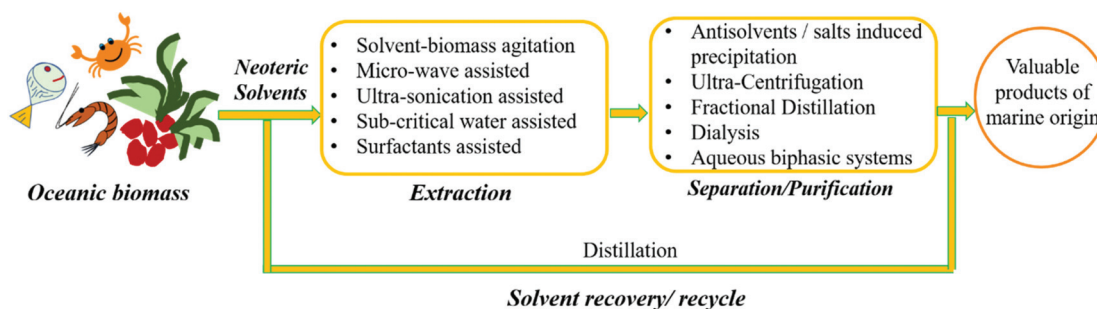 Neoteric
Solvents
Oceanic biomass
• Solvent-biomass agitation
• Micro-wave assisted
• Ultra-sonication assisted
• Sub-critical water assisted
• Surfactants assisted
Extraction
• Antisolvents / salts induced
precipitation
• Ultra-Centrifugation
• Fractional Distillation
• Dialysis
• Aqueous biphasic systems
Separation/Purification
Valuable
products of
marine origin
Distillation
Solvent recovery/ recycle